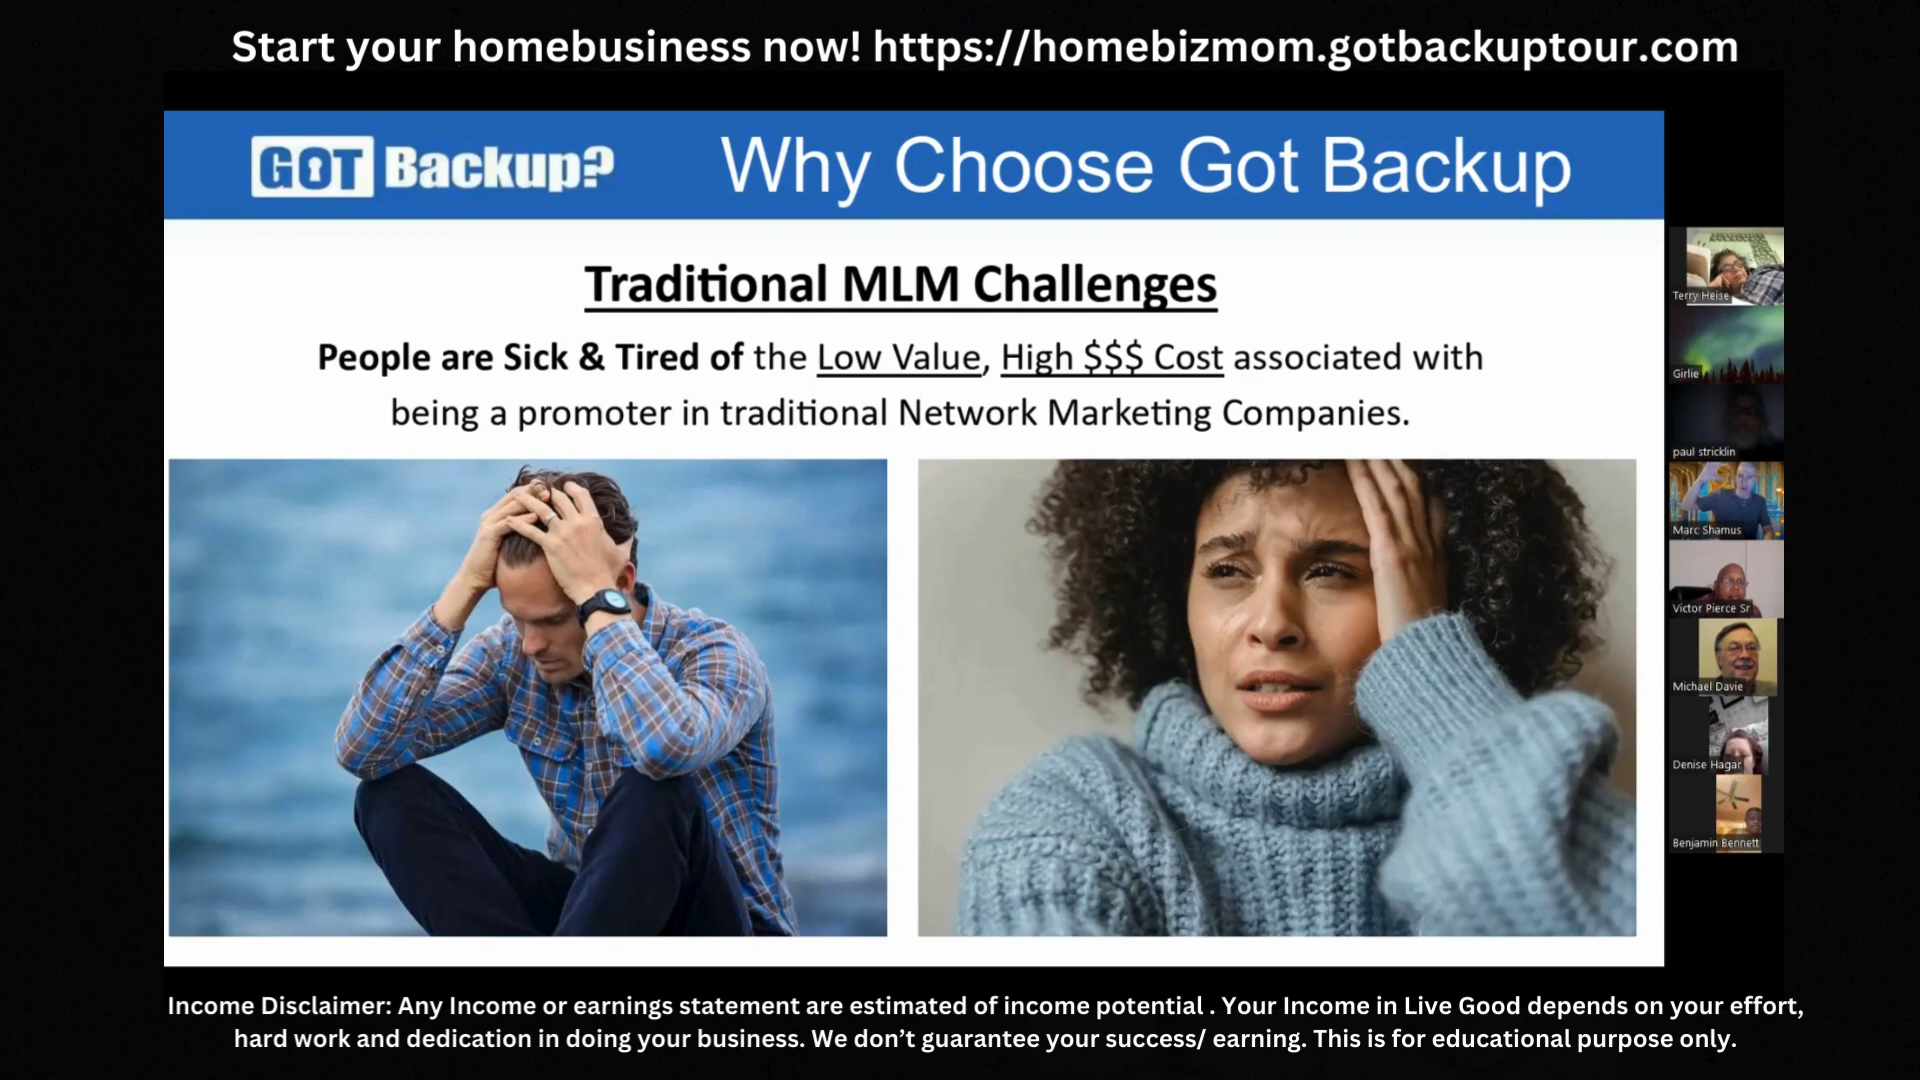 Start your homebusiness now! https://homebizmom.gotbackuptour.com
GOT Backup?
Why Choose Got Backup
Traditional MLM Challenges
People are Sick & Tired of the Low Value, High $$$ Cost associated with
being a promoter in traditional Network Marketing Companies.
Terry Heise
Girlie
paul stricklin
Marc Shamus
Victor Pierce Sr
Michael Davie
Denise Hagar
Benjamin Bennett
Income Disclaimer: Any Income or earnings statement are estimated of income potential . Your Income in Live Good depends on your effort,
hard work and dedication in doing your business. We don’t guarantee your success/ earning. This is for educational purpose only.